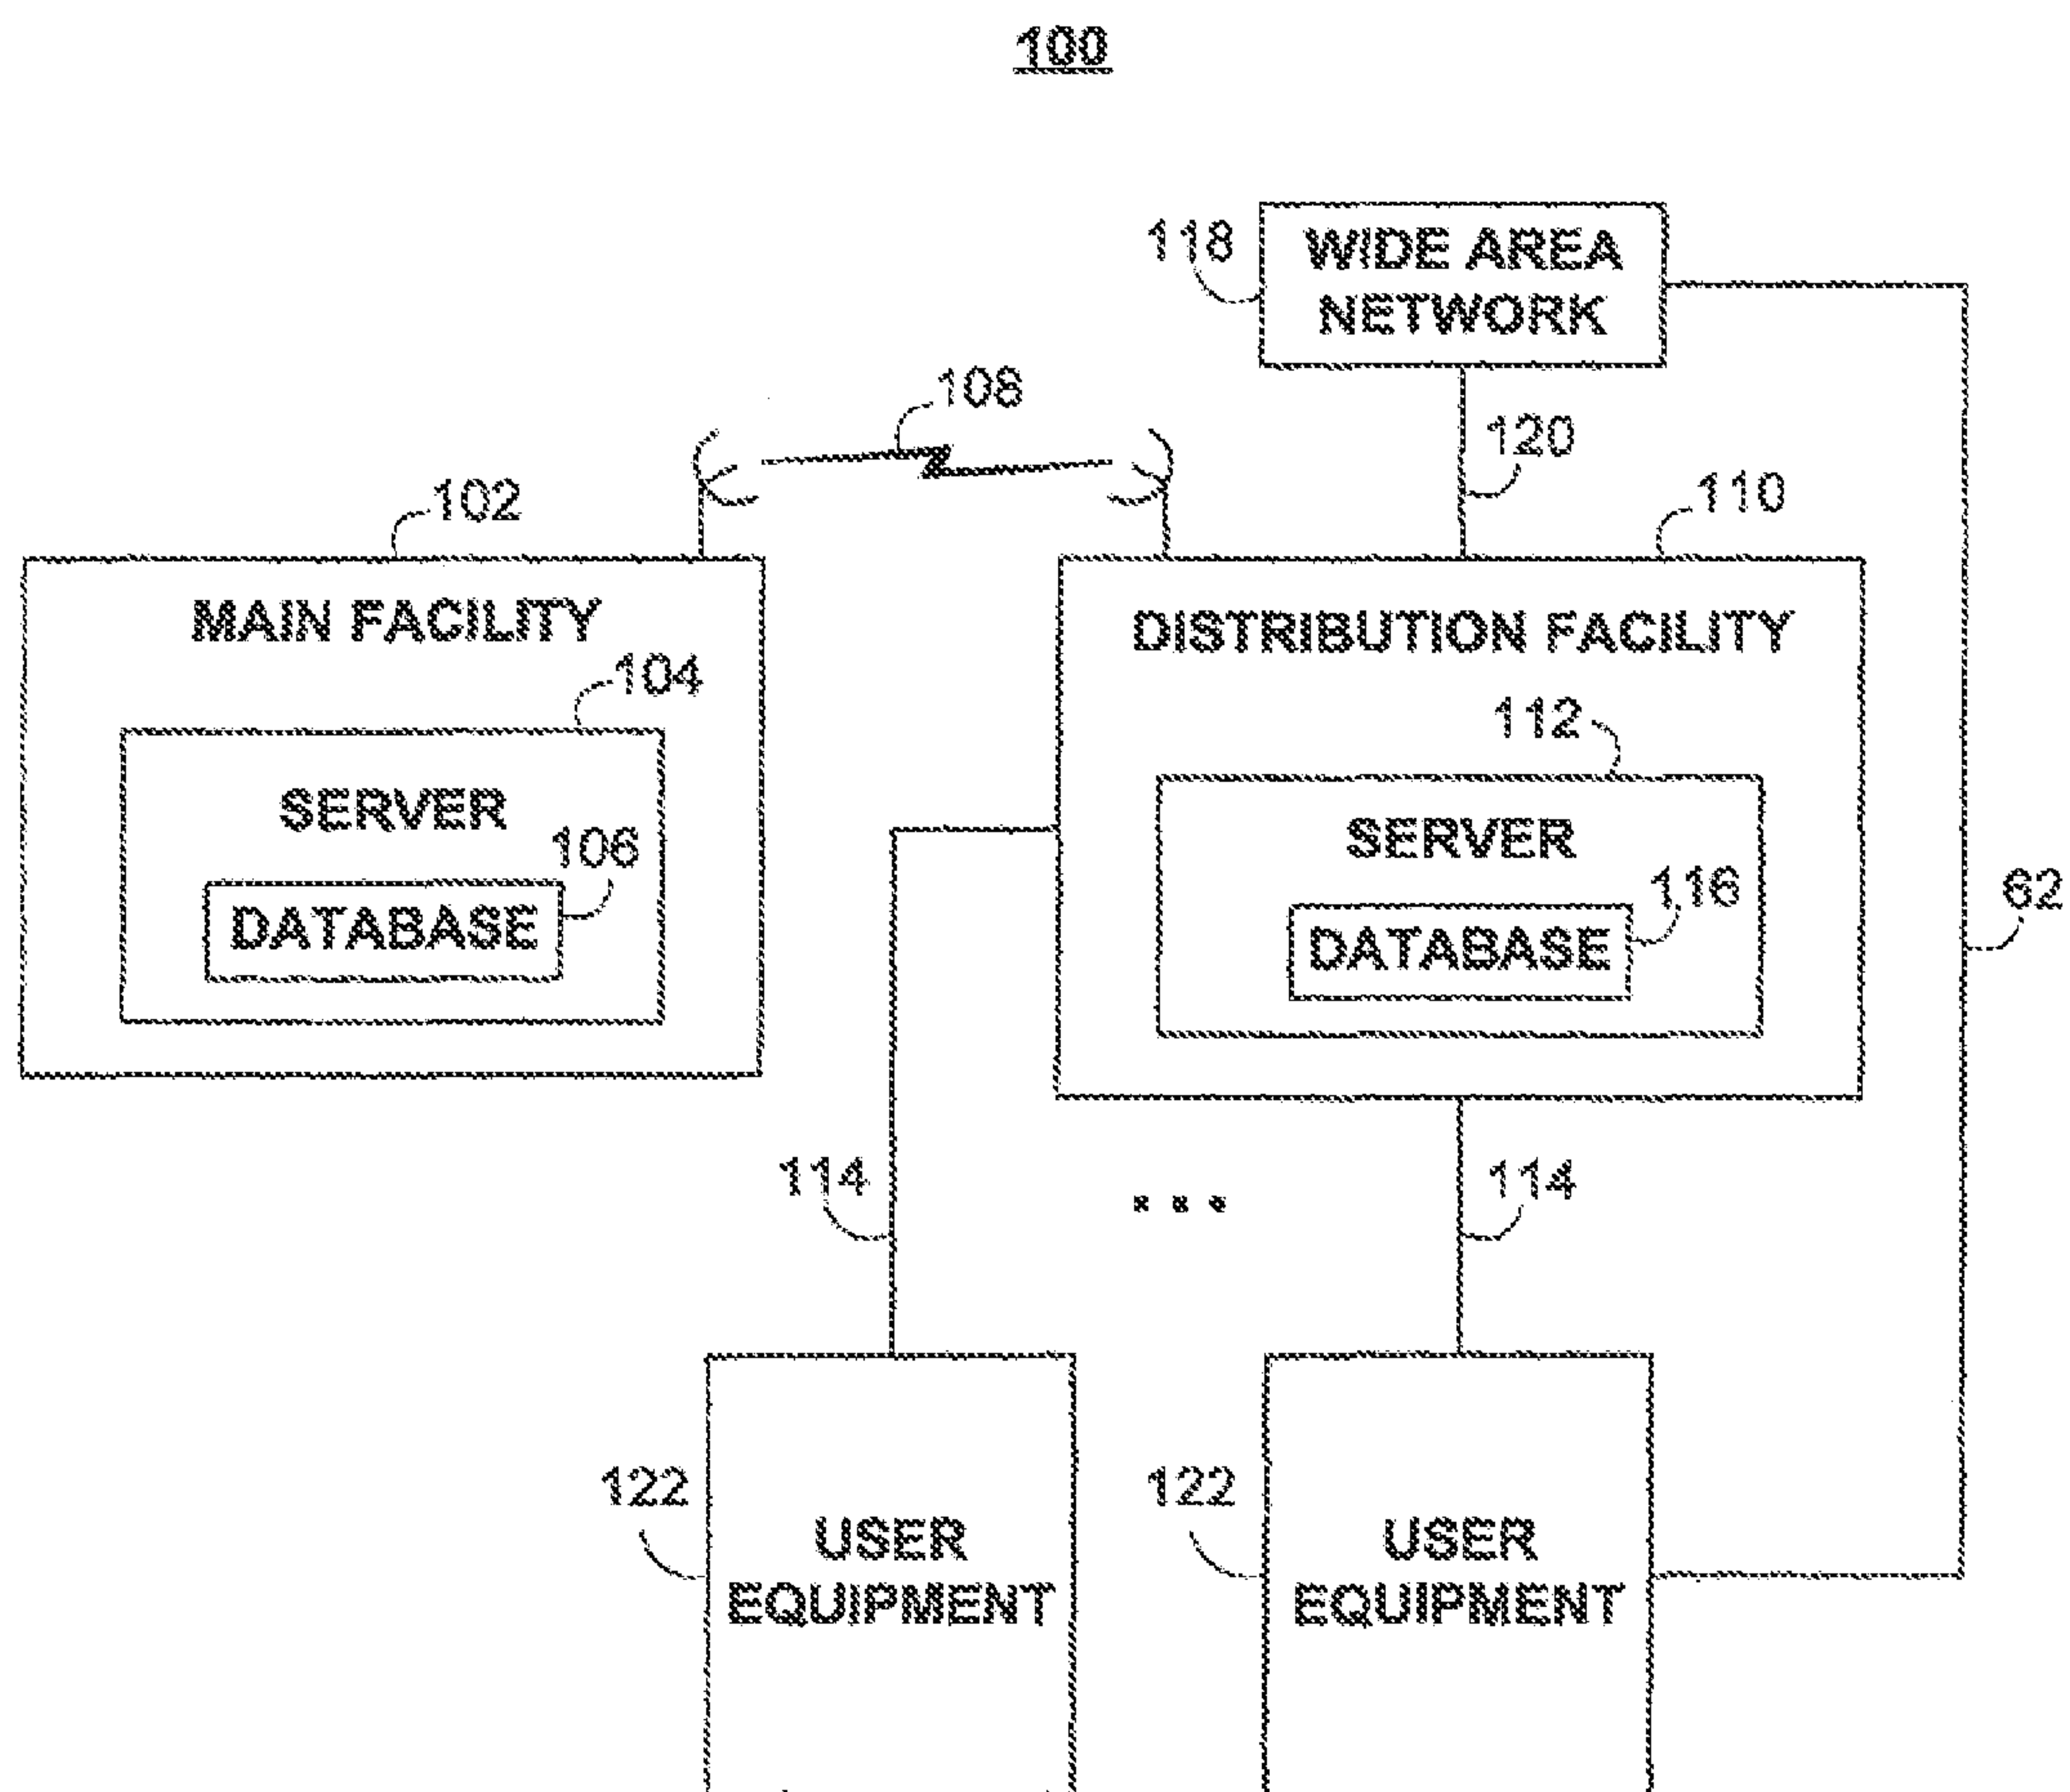 100
118
WIDE AREA
NETWORK
108
120
102
110
MAIN FACILITY
DISTRIBUTION FACILITY
104
112
SERVER
SERVER
106
116
62
DATABASE
DATABASE
114
...
114
122
122
USER
EQUIPMENT
USER
EQUIPMENT